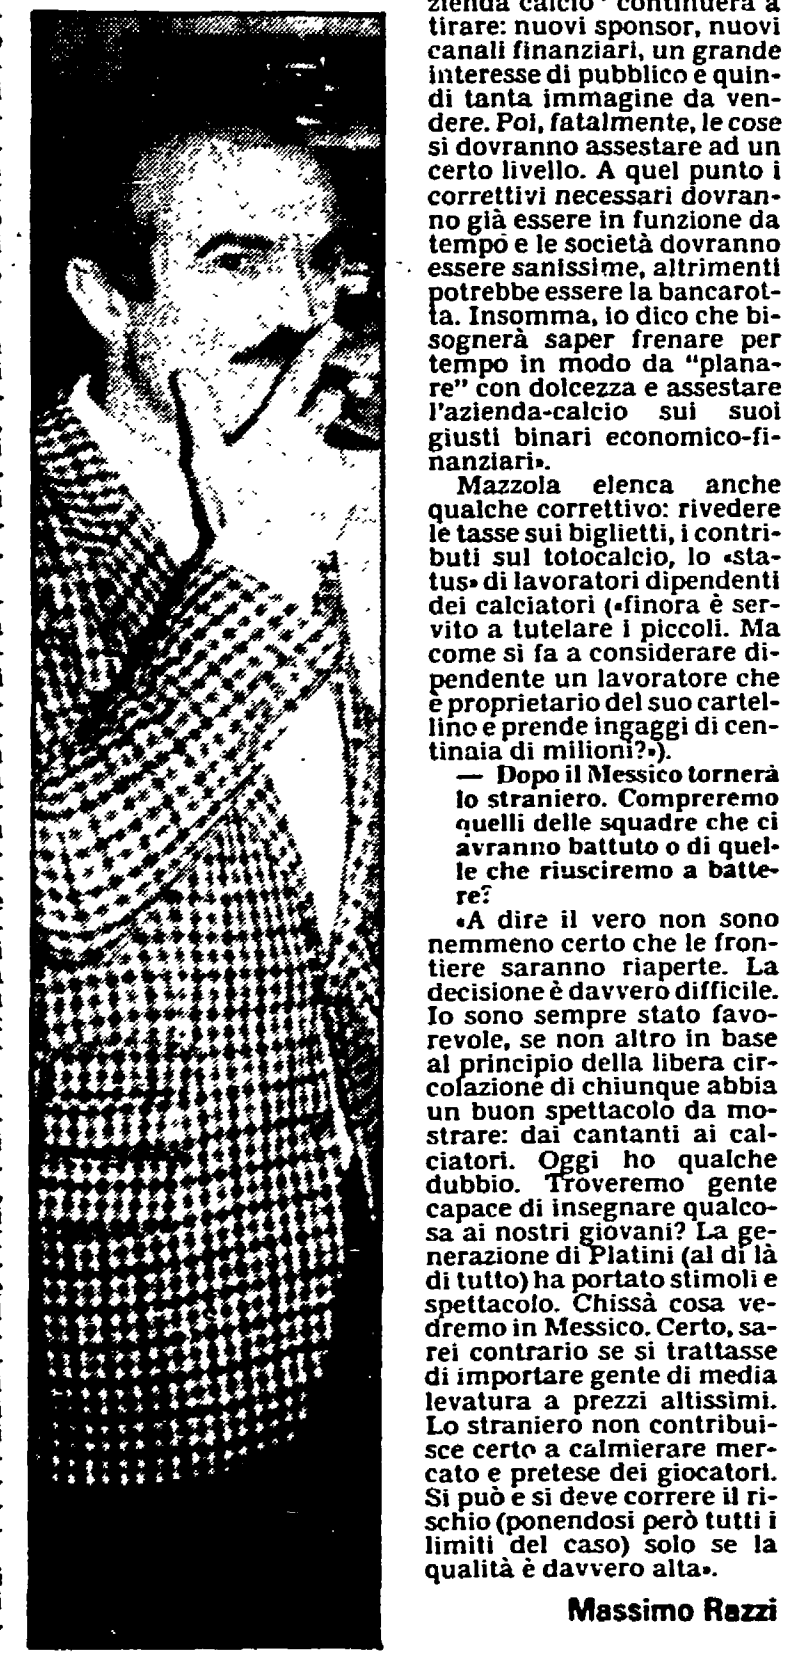 zienda calcio" continuerà a
tirare: nuovi sponsor, nuovi
canali finanziari, un grande
interesse di pubblico e quin-
di tanta immagine da ven-
dere. Poi, fatalmente, le cose
si dovranno assestare ad un
certo livello. A quel punto i
correttivi necessari dovran-
no già essere in funzione da
tempo e le società dovranno
essere sanissime, altrimenti
potrebbe essere la bancarot-
ta. Insomma, io dico che bi-
sognerà saper frenare per
tempo in modo da "plana-
re" con dolcezza e assestare
l'azienda-calcio sui suoi
giusti binari economico-fi-
nanziari».
Mazzola elenca anche
qualche correttivo: rivedere
le tasse sui biglietti, i contri-
buti sul totocalcio, lo «sta-
tus» di lavoratori dipendenti
dei calciatori («finora è ser-
vito a tutelare i piccoli. Ma
come si fa a considerare di-
pendente un lavoratore che
è proprietario del suo cartel-
lino e prende ingaggi di cen-
tinaia di milioni?»).
— Dopo il Messico tornerà
lo straniero. Compreremo
quelli delle squadre che ci
avranno battuto o di quel-
le che riusciremo a batte-
re?
«A dire il vero non sono
nemmeno certo che le fron-
tiere saranno riaperte. La
decisione è davvero difficile.
Io sono sempre stato favo-
revole, se non altro in base
al principio della libera cir-
colazione di chiunque abbia
un buon spettacolo da mo-
strare: dai cantanti ai cal-
ciatori. Oggi ho qualche
dubbio. Troveremo gente
capace di insegnare qualco-
sa ai nostri giovani? La ge-
nerazione di Platini (al di là
di tutto) ha portato stimoli e
spettacolo. Chissà cosa ve-
dremo in Messico. Certo, sa-
rei contrario se si trattasse
di importare gente di media
levatura a prezzi altissimi.
Lo straniero non contribui-
sce certo a calmierare mer-
cato e pretese dei giocatori.
Si può e si deve correre il ri-
schio (ponendosi però tutti i
limiti del caso) solo se la
qualità è davvero alta».
Massimo Razzi